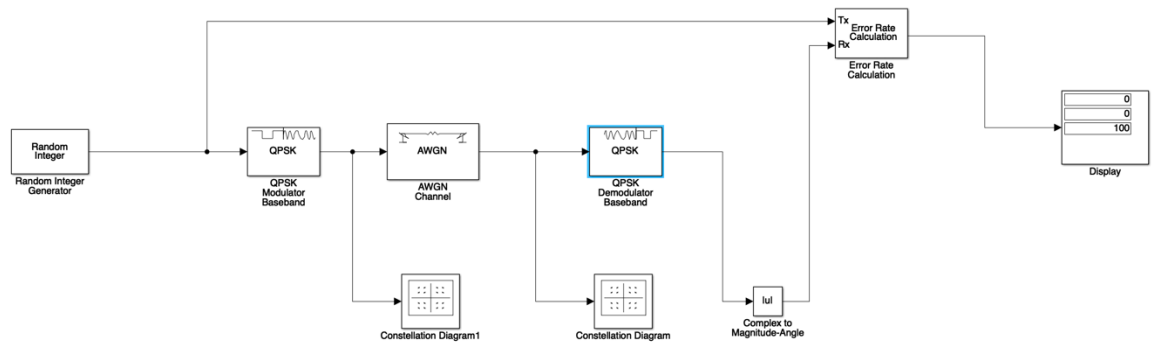 Tx
Rx
Error Rate
Calculation
Error Rate
Calculation
0
0
100
Display
Random
Integer
Random Integer
Generator
QPSK
QPSK
Modulator
Baseband
AWGN
AWGN
Channel
QPSK
QPSK
Demodulator
Baseband
Constellation Diagram1
Constellation Diagram
|u|
Complex to
Magnitude-Angle